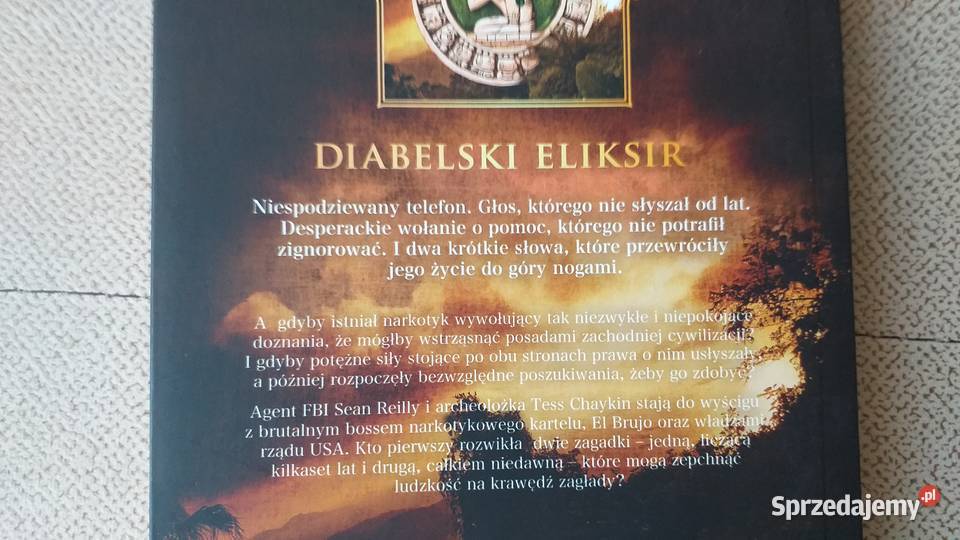 DIABELSKI ELIKSIR
Niespodziewany telefon. Głos, którego nie słyszał od lat.
Desperackie wołanie o pomoc, którego nie potrafił
zignorować. I dwa krótkie słowa, które przewróciły
jego życie do góry nogami.
A gdyby istniał narkotyk wywołujący tak niezwykłe i niepokojące
doznania, że mógłby wstrząsnąć posadami zachodniej cywilizacji?
I gdyby potężne siły stojące po obu stronach prawa o nim usłyszały,
a później rozpoczęły bezwzględne poszukiwania, żeby go zdobyć?
Agent FBI Sean Reilly i archeolożka Tess Chaykin stają do wyścigu
z brutalnym bossem narkotykowego kartelu, El Brujo oraz władzami
rządu USA. Kto pierwszy rozwikła dwie zagadki – jedną, liczącą
kilkaset lat i drugą, całkiem niedawną – które mogą zepchnąć
ludzkość na krawędź zagłady?
Sprzedajemy.pl